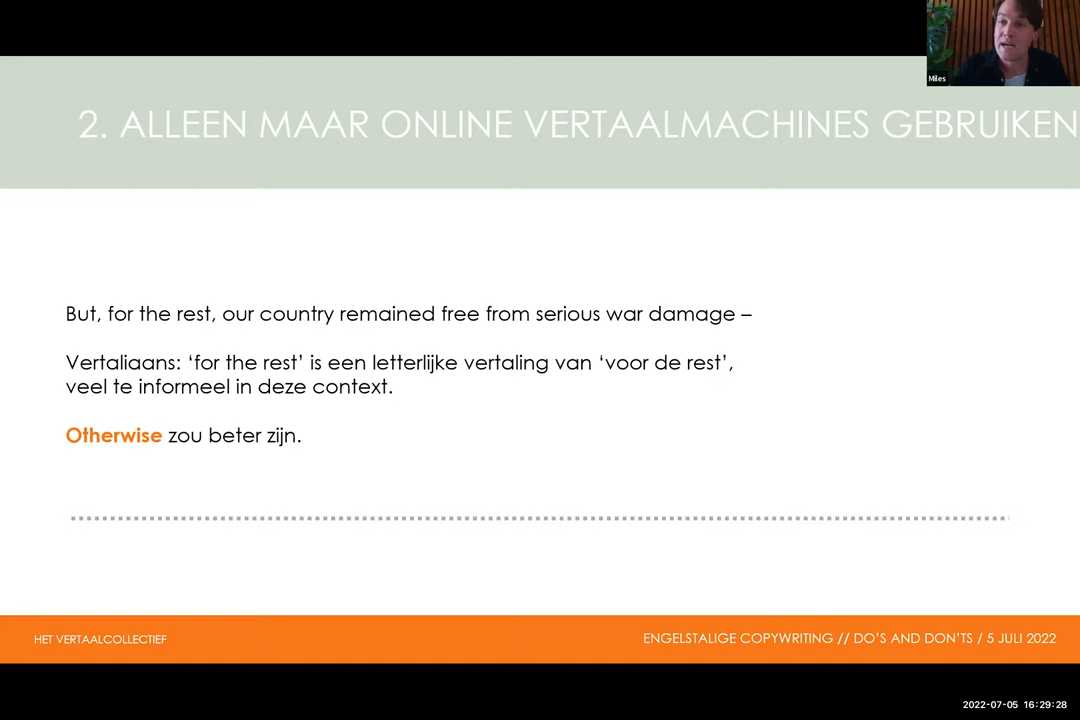 Miles
2. ALLEEN MAAR ONLINE VERTAALMACHINES GEBRUIKEN
But, for the rest, our country remained free from serious war damage –
Vertaliaans: ‘for the rest’ is een letterlijke vertaling van ‘voor de rest’,
veel te informeel in deze context.
Otherwise zou beter zijn.
HET VERTAALCOLLECTIEF
ENGELSTALIGE COPYWRITING // DO’S AND DON’TS / 5 JULI 2022
2022-07-05 16:29:28